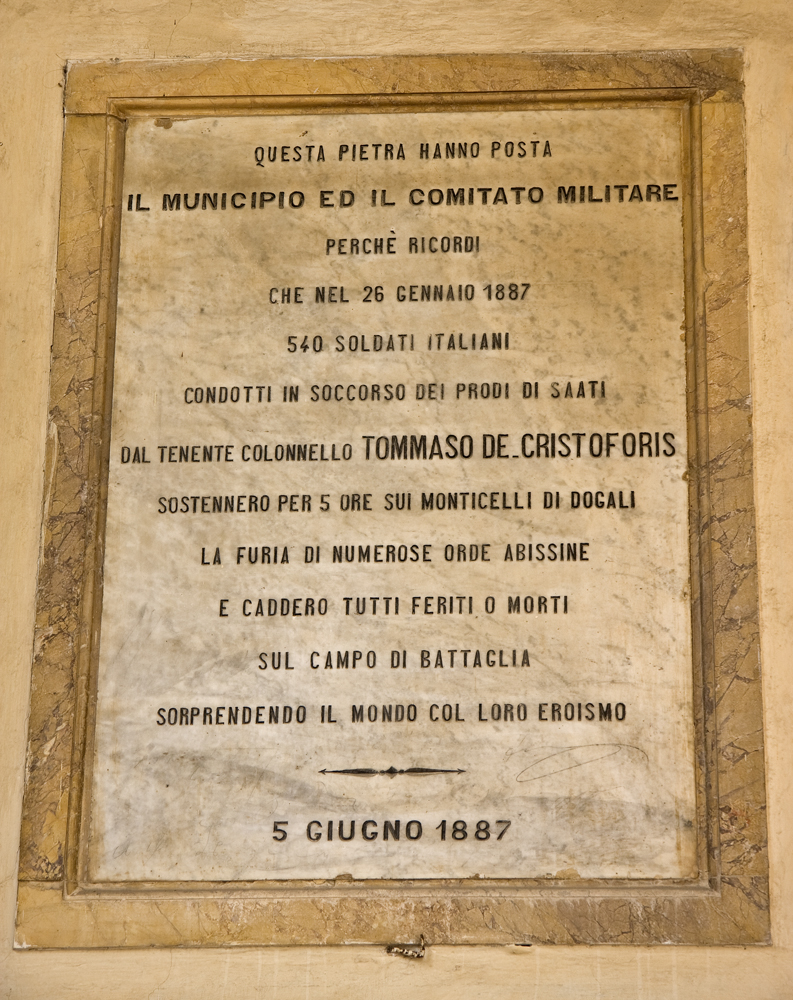 QUESTA PIETRA HANNO POSTA
IL MUNICIPIO ED IL COMITATO MILITARE
PERCHÈ RICORDI
CHE NEL 26 GENNAIO 1887
540 SOLDATI ITALIANI
CONDOTTI IN SOCCORSO DEI PRODI DI SAATI
DAL TENENTE COLONNELLO TOMMASO DE-CRISTOFORIS
SOSTENNERO PER 5 ORE SUI MONTICELLI DI DOGALI
LA FURIA DI NUMEROSE ORDE ABISSINE
E CADDERO TUTTI FERITI O MORTI
SUL CAMPO DI BATTAGLIA
SORPRENDENDO IL MONDO COL LORO EROISMO
5 GIUGNO 1887